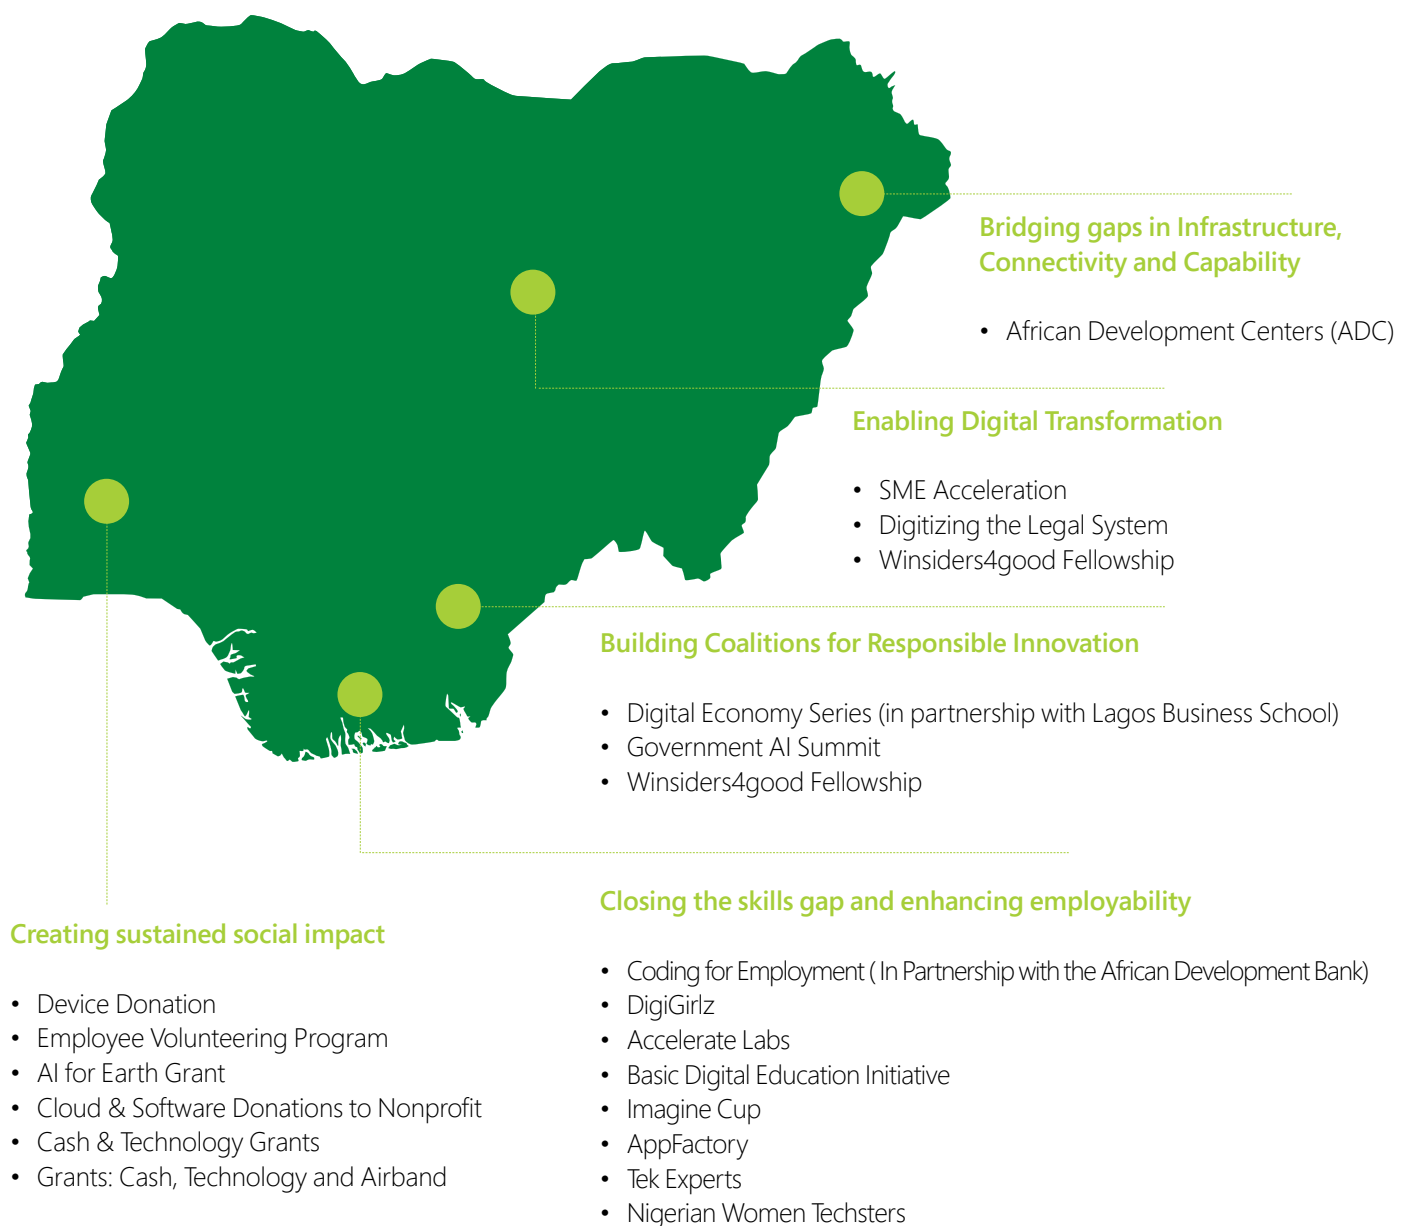 Bridging gaps in Infrastructure,
Connectivity and Capability
• African Development Centers (ADC)
Enabling Digital Transformation
• SME Acceleration
• Digitizing the Legal System
• Winsiders4good Fellowship
Building Coalitions for Responsible Innovation
• Digital Economy Series (in partnership with Lagos Business School)
• Government AI Summit
• Winsiders4good Fellowship
Creating sustained social impact
• Device Donation
• Employee Volunteering Program
• AI for Earth Grant
• Cloud & Software Donations to Nonprofit
• Cash & Technology Grants
• Grants: Cash, Technology and Airband
Closing the skills gap and enhancing employability
• Coding for Employment ( In Partnership with the African Development Bank)
• DigiGirlz
• Accelerate Labs
• Basic Digital Education Initiative
• Imagine Cup
• AppFactory
• Tek Experts
• Nigerian Women Techsters